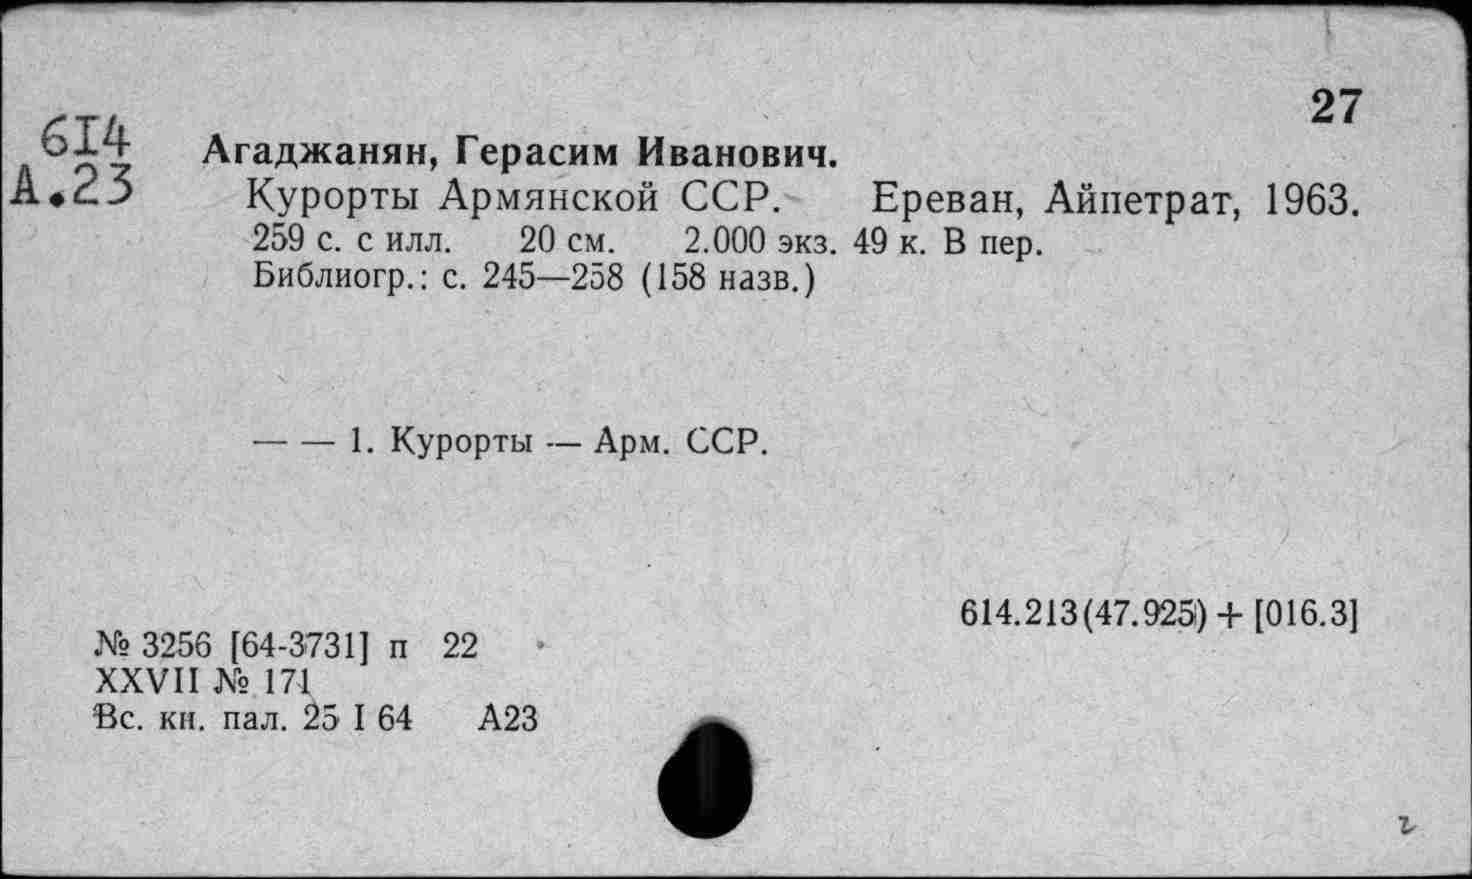 27
614
А.23
Агаджанян, Герасим Иванович.
Курорты Армянской ССР. Ереван, Айпетрат, 1963.
259 с. с илл. 20 см. 2.000 экз. 49 к. В пер.
Библиогр.: с. 245—258 (158 назв.)
— — 1. Курорты — Арм. ССР.
614.213(47.925) + [016.3]
№ 3256 [64-3731] п 22
XXVII № 171
Вс. кн. пал. 25 I 64 А23